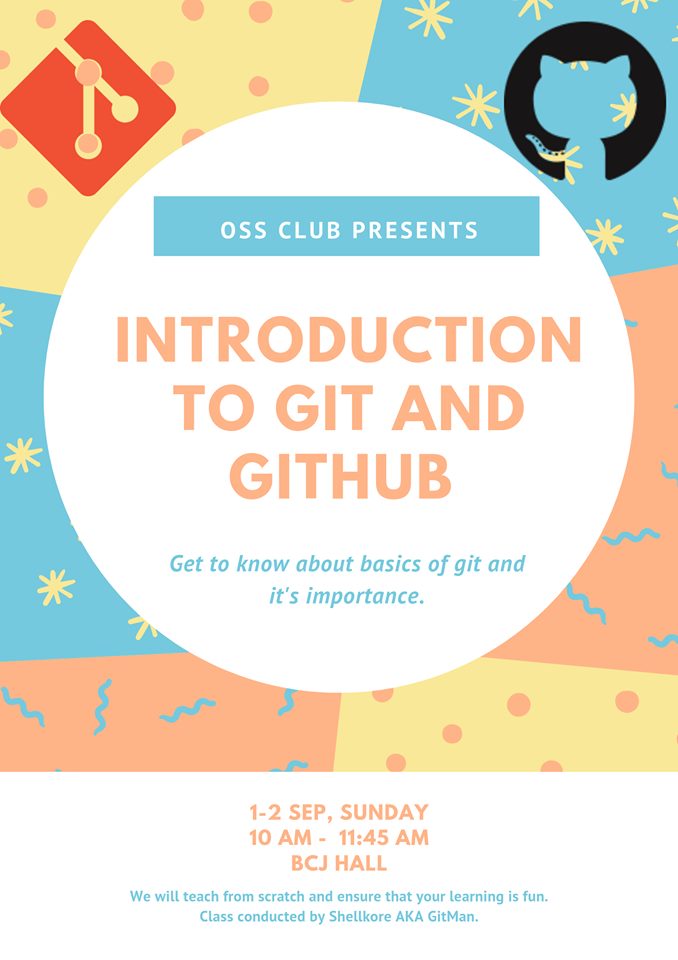 OSS CLUB PRESENTS
INTRODUCTION
TO GIT AND
GITHUB
Get to know about basics of git and
it's importance.
1-2 SEP, SUNDAY
10 AM - 11:45 AM
BCJ HALL
We will teach from scratch and ensure that your learning is fun.
Class conducted by Shellkore AKA GitMan.